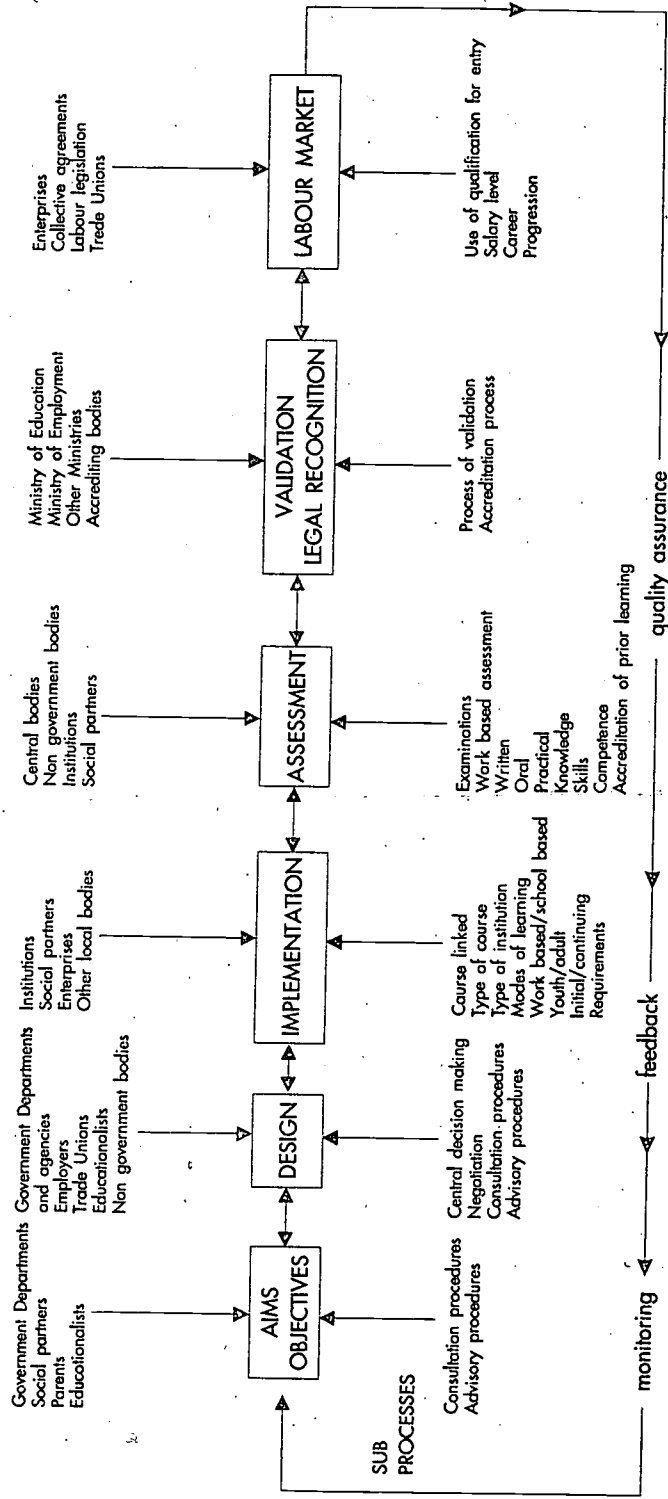 Government Departments
Social partners
Parents
Educationalists
Government Departments
and agencies
Employers
Trade Unions
Educationalists
Non government bodies
Institutions
Social partners
Enterprises
Other local bodies
Central bodies
Non government bodies
Institutions
Social partners
Ministry of Education
Ministry of Employment
Other Ministries
Accrediting bodies
Enterprises
Collective agreements
Labour legislation
Trede Unions
AIMS
OBJECTIVES
DESIGN
IMPLEMENTATION
ASSESSMENT
VALIDATION
LEGAL RECOGNITION
LABOUR MARKET
SUB
PROCESSES
Consultation procedures
Advisory procedures
Central decision making
Negotiation
Consultation procedures
Advisory procedures
Course linked
Type of course
Type of institution
Modes of learning
Work based/school based
Youth/adult
Initial/continuing
Requirements
Examinations
Work based assessment
Written
Oral
Practical
Knowledge
Skills
Competence
Accreditation of prior learning
Process of validation
Accreditation process
Use of qualification for entry
Salary level
Career
Progression
monitoring
feedback
quality assurance